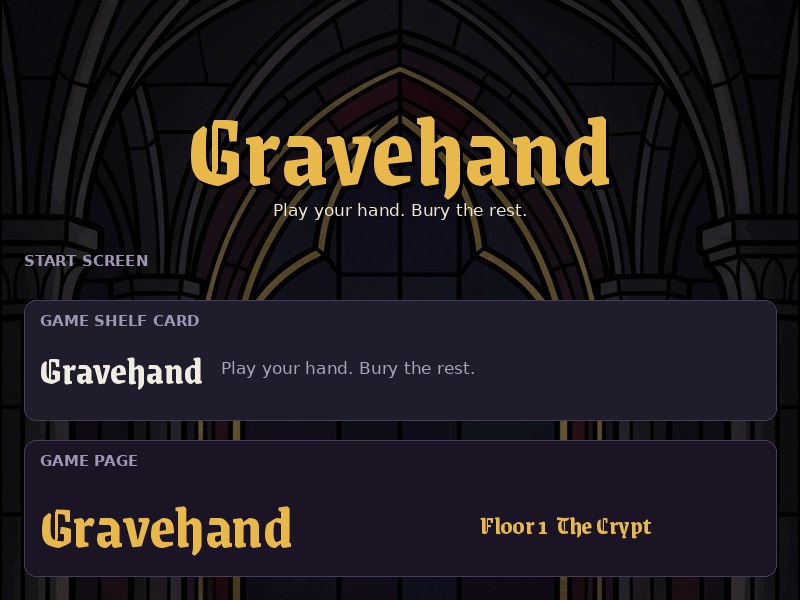 Gravehand
Play your hand. Bury the rest.
START SCREEN
GAME SHELF CARD
Gravehand Play your hand. Bury the rest.
GAME PAGE
Gravehand Floor 1 The Crypt